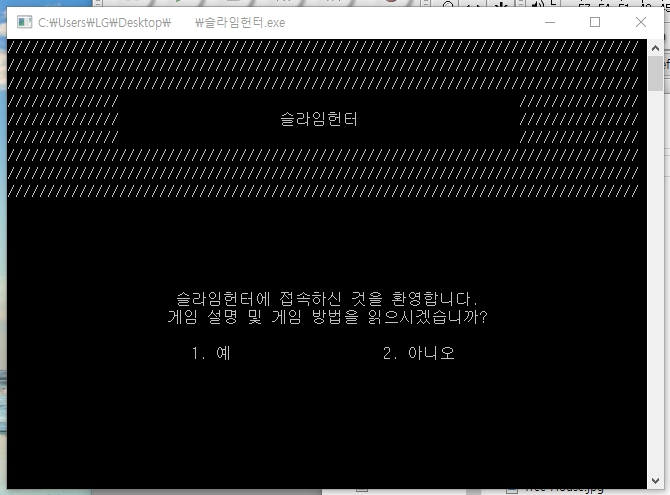 C:\Users\LG\Desktop\ \슬라임헌터.exe
////////////////////////////////////////////////////////////////////////////////
////////////////////////////////////////////////////////////////////////////////
////////////////////////////////////////////////////////////////////////////////
////////////// //////////////
////////////// 슬라임헌터 //////////////
////////////// //////////////
////////////////////////////////////////////////////////////////////////////////
////////////////////////////////////////////////////////////////////////////////
////////////////////////////////////////////////////////////////////////////////
슬라임헌터에 접속하신 것을 환영합니다.
게임 설명 및 게임 방법을 읽으시겠습니까?
1. 예 2. 아니오